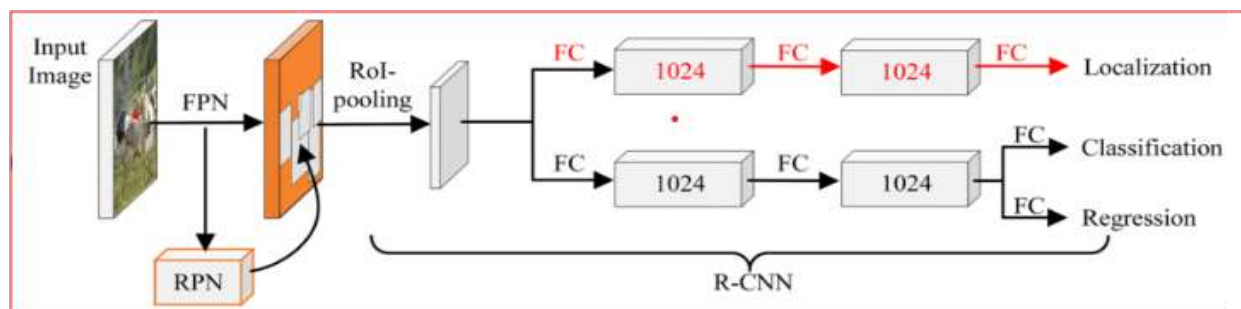 Input
Image
FPN
RPN
RoI-
pooling
FC
1024
FC
1024
FC
Localization
FC
1024
FC
1024
FC
Classification
FC
Regression
R-CNN